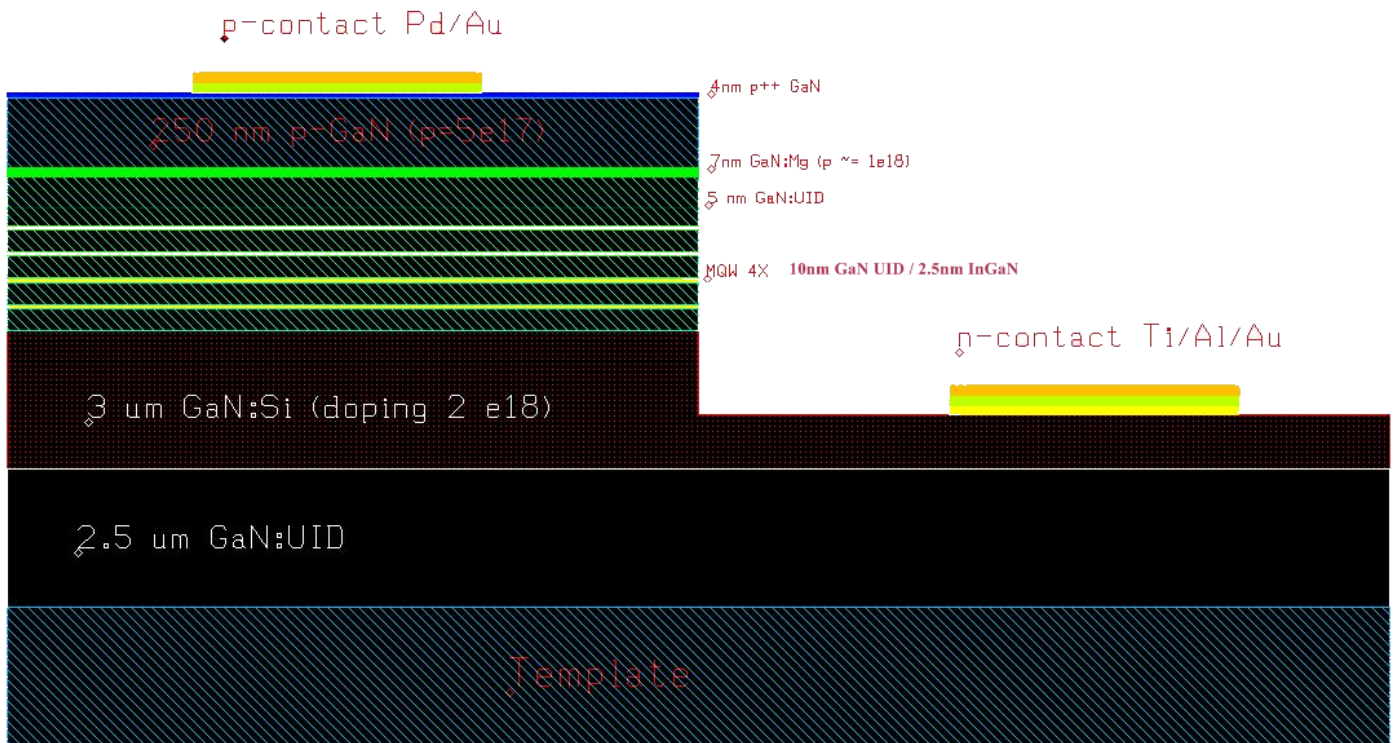 p-contact Pd/Au
4nm p++ GaN
250 nm p-GaN (p=5e17)
7nm GaN:Mg (p ~= 1e18)
5 nm GaN:UID
MQW 4X 10nm GaN UID / 2.5nm InGaN
n-contact Ti/Al/Au
3 um GaN:Si (doping 2 e18)
2.5 um GaN:UID
Template